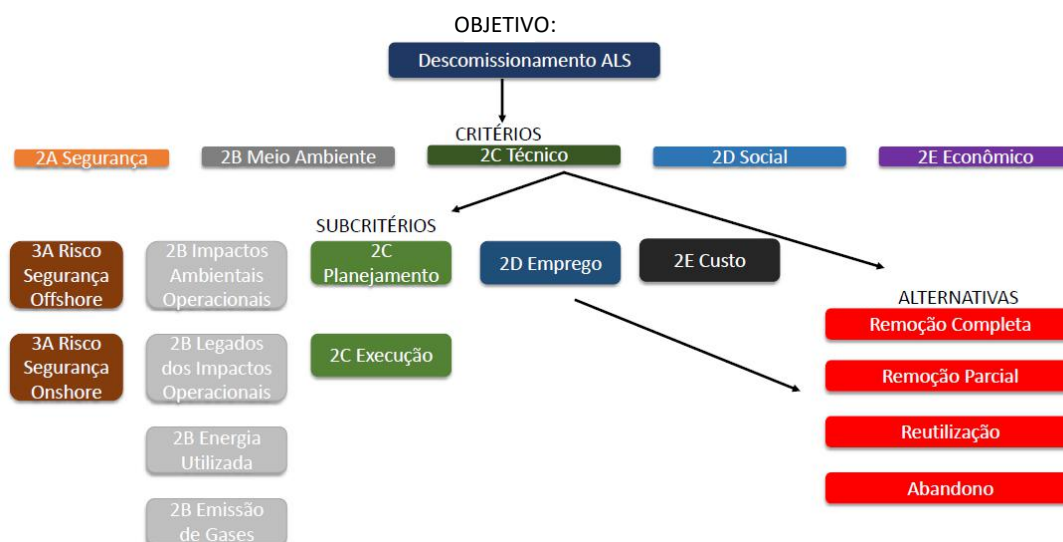 OBJETIVO:
Descomissionamento ALS
CRITÉRIOS
2A Segurança
2B Meio Ambiente
2C Técnico
2D Social
2E Econômico
SUBCRITÉRIOS
3A Risco
Segurança
Offshore
2B Impactos
Ambientais
Operacionais
2C
Planejamento
2D Emprego
2E Custo
3A Risco
Segurança
Onshore
2B Legados
dos Impactos
Operacionais
2C Execução
2B Energia
Utilizada
2B Emissão
de Gases
ALTERNATIVAS
Remoção Completa
Remoção Parcial
Reutilização
Abandono